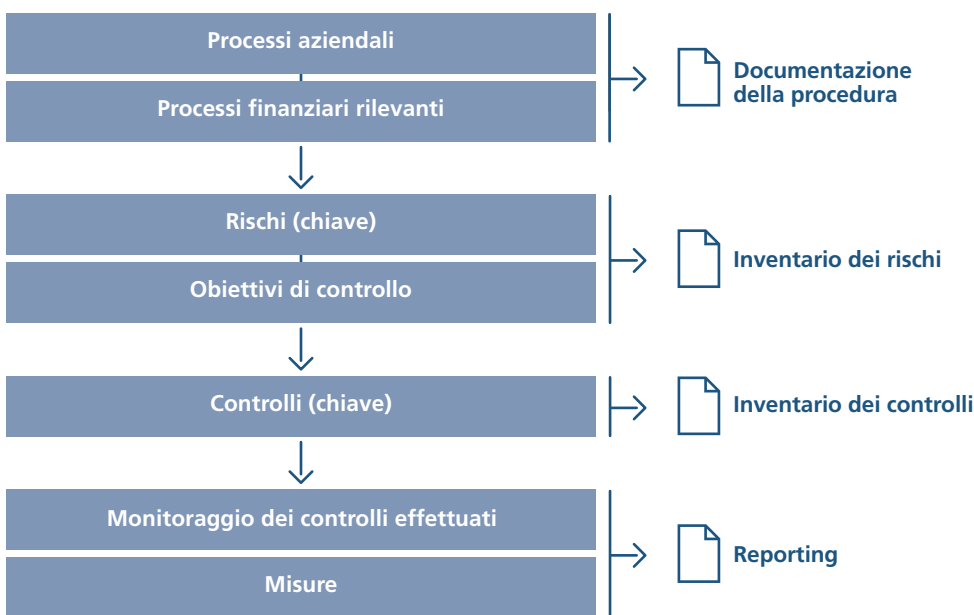 Processi aziendali
Processi finanziari rilevanti
Documentazione
della procedura
Rischi (chiave)
Obiettivi di controllo
Inventario dei rischi
Controlli (chiave)
Inventario dei controlli
Monitoraggio dei controlli effettuati
Misure
Reporting